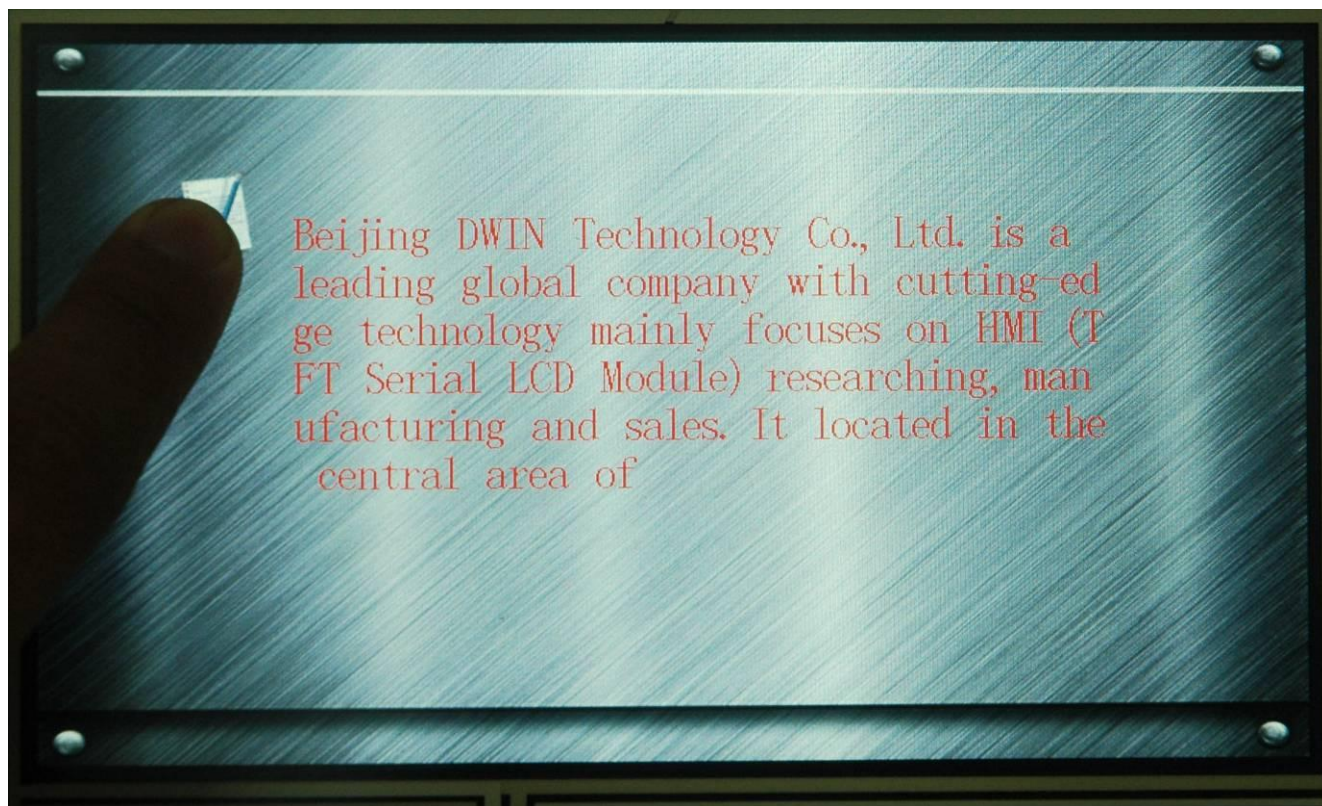 Beijing DWIN Technology Co., Ltd. is a
leading global company with cutting-ed
ge technology mainly focuses on HMI (T
FT Serial LCD Module) researching, man
ufacturing and sales. It located in the
central area of